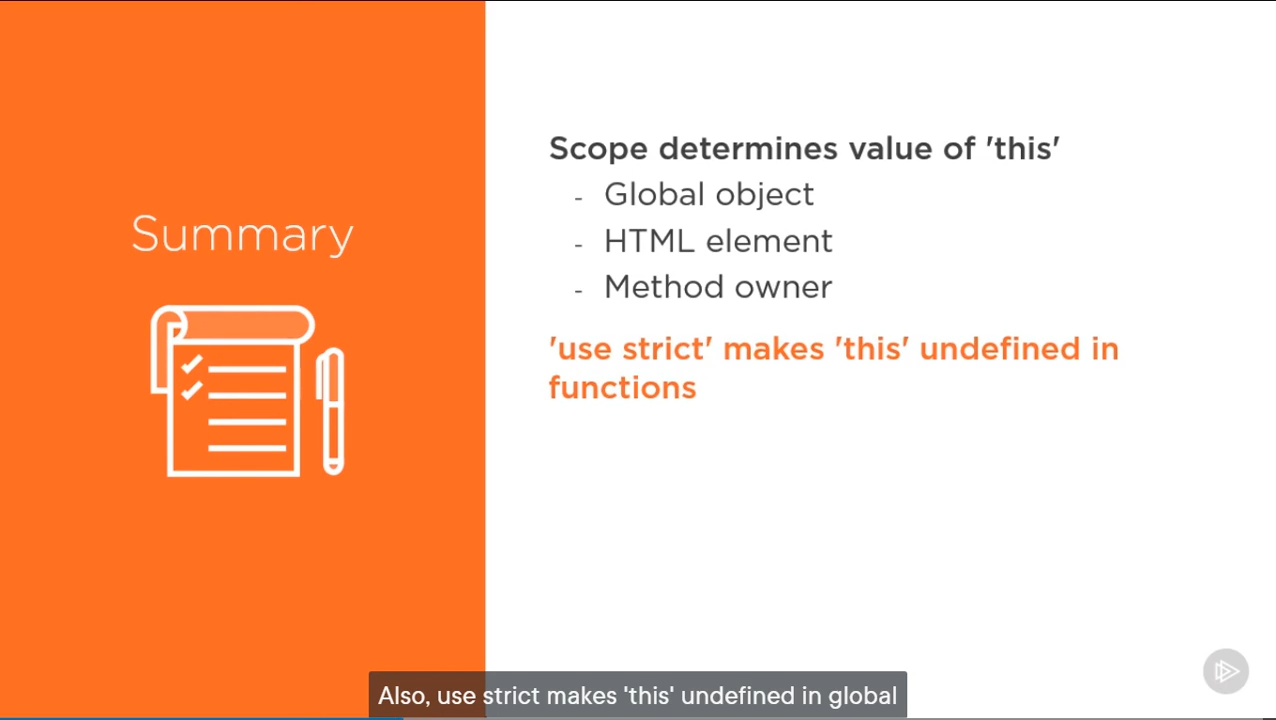 Summary
Scope determines value of 'this'
- Global object
- HTML element
- Method owner
'use strict' makes 'this' undefined in
functions
Also, use strict makes 'this' undefined in global